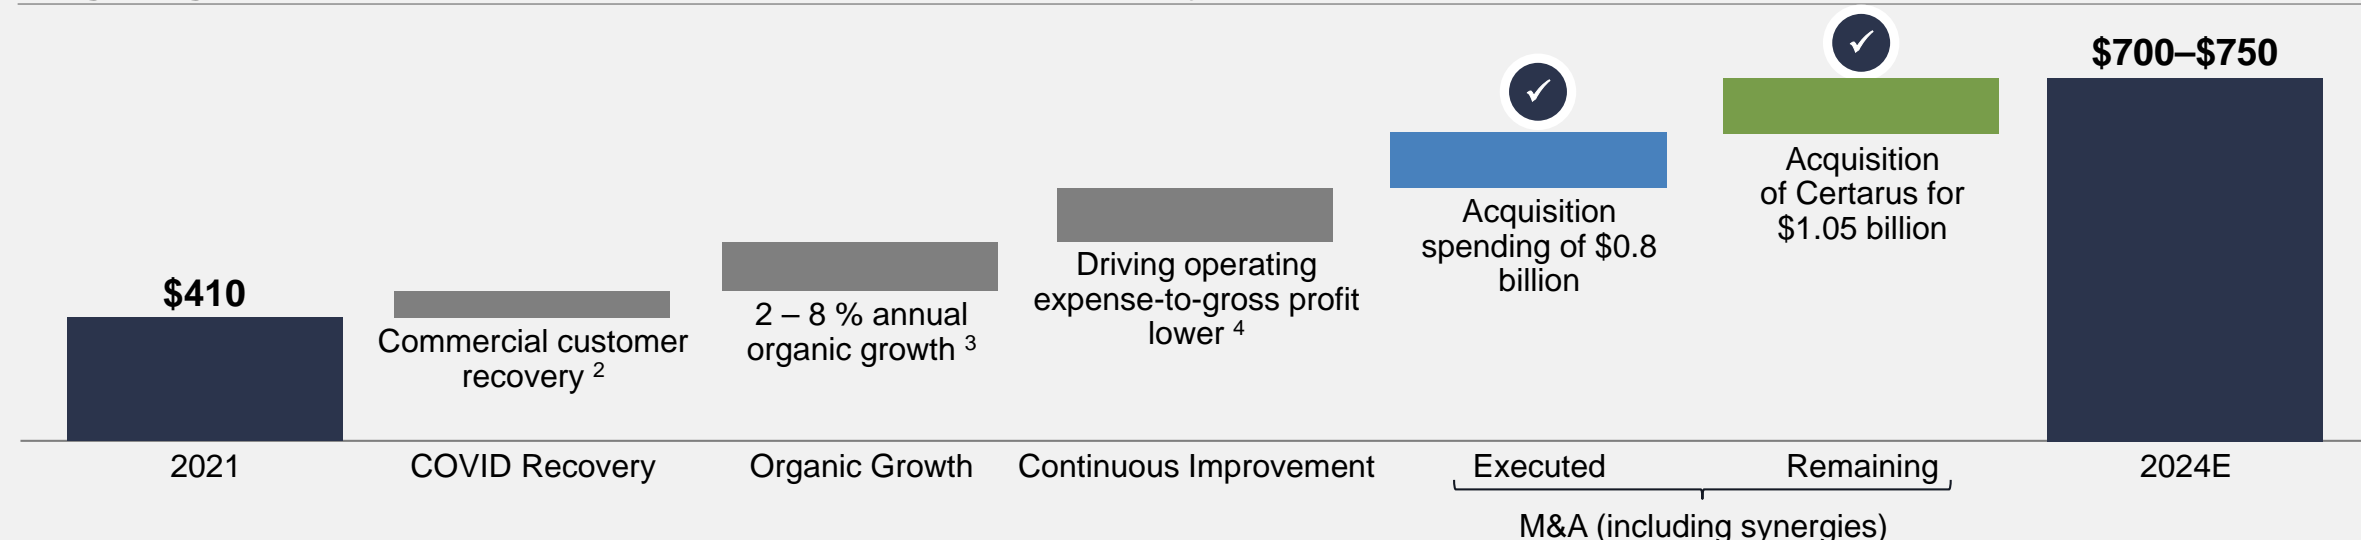 $410
Commercial customer
recovery ²
2 – 8 % annual
organic growth ³
Driving operating
expense-to-gross profit
lower ⁴
Acquisition
spending of $0.8
billion
Acquisition
of Certarus for
$1.05 billion
$700–$750
2021
COVID Recovery
Organic Growth
Continuous Improvement
Executed
Remaining
2024E
M&A (including synergies)